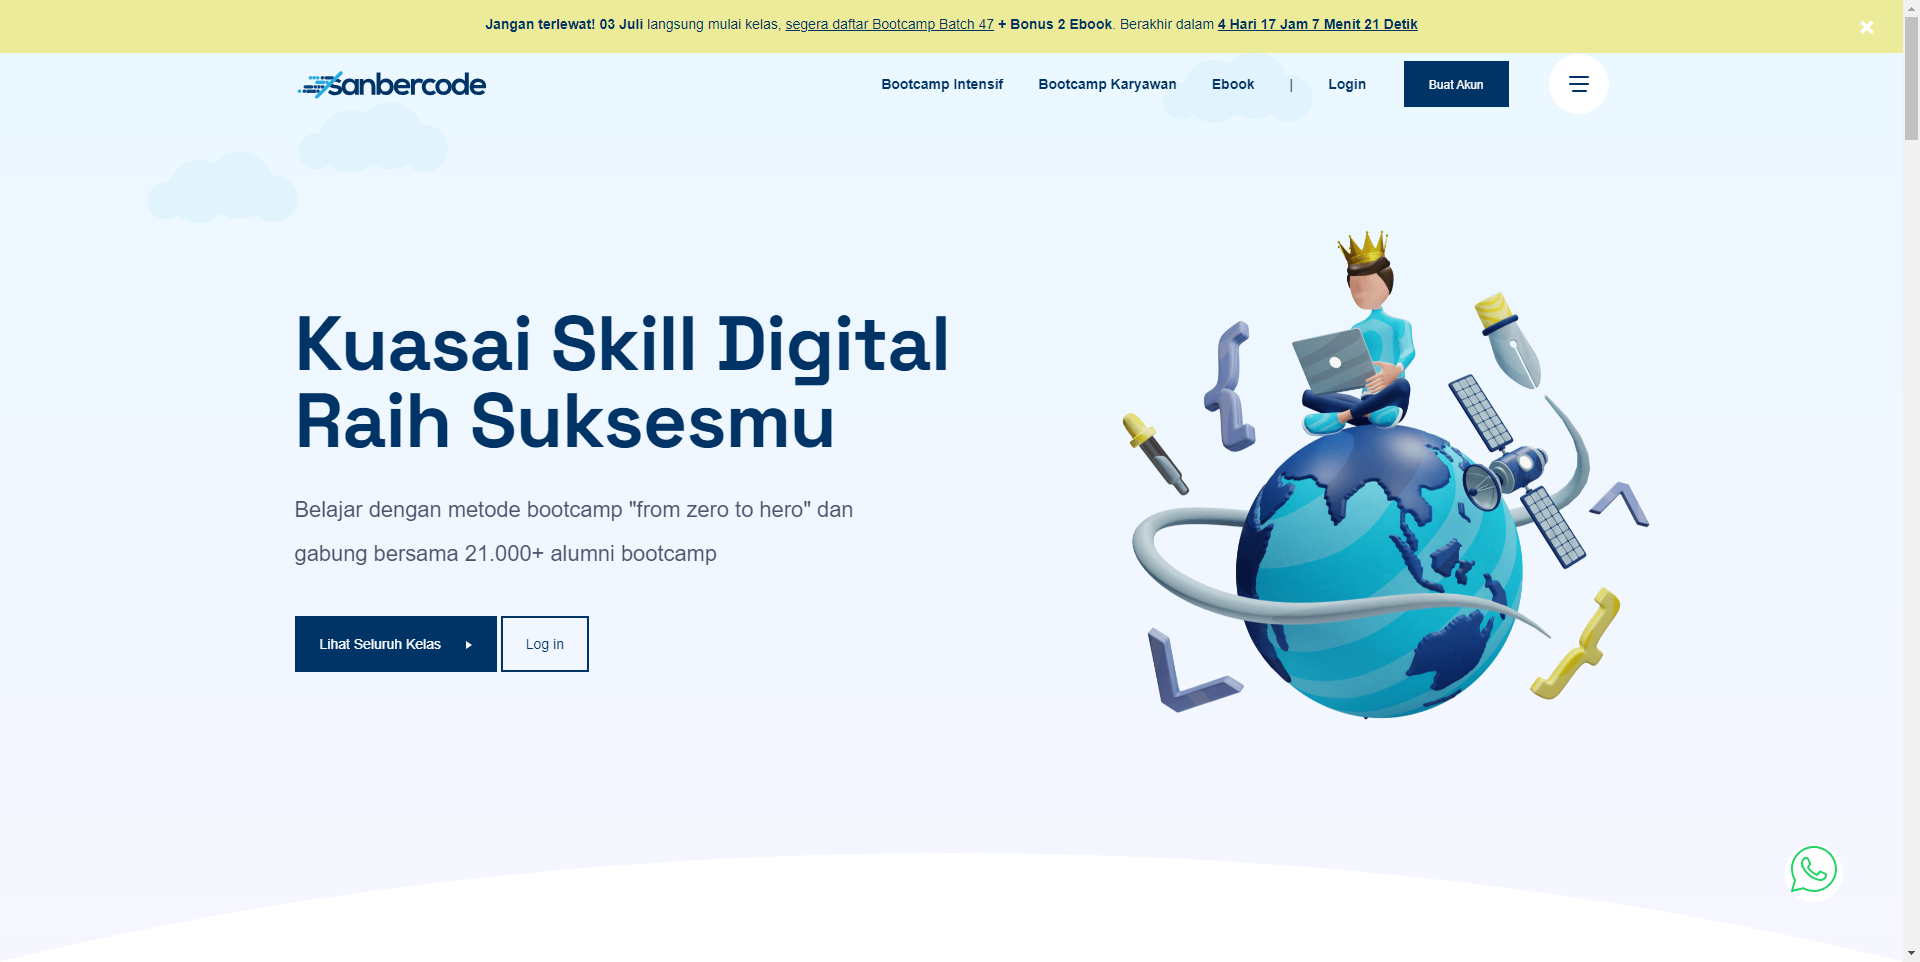 Jangan terlewat! 03 Juli langsung mulai kelas, segera daftar Bootcamp Batch 47 + Bonus 2 Ebook. Berakhir dalam 4 Hari 17 Jam 7 Menit 21 Detik
sanbercode
Bootcamp Intensif
Bootcamp Karyawan
Ebook
|
Login
Buat Akun
Kuasai Skill Digital
Raih Suksesmu
Belajar dengan metode bootcamp "from zero to hero" dan
gabung bersama 21.000+ alumni bootcamp
Lihat Seluruh Kelas
Log in